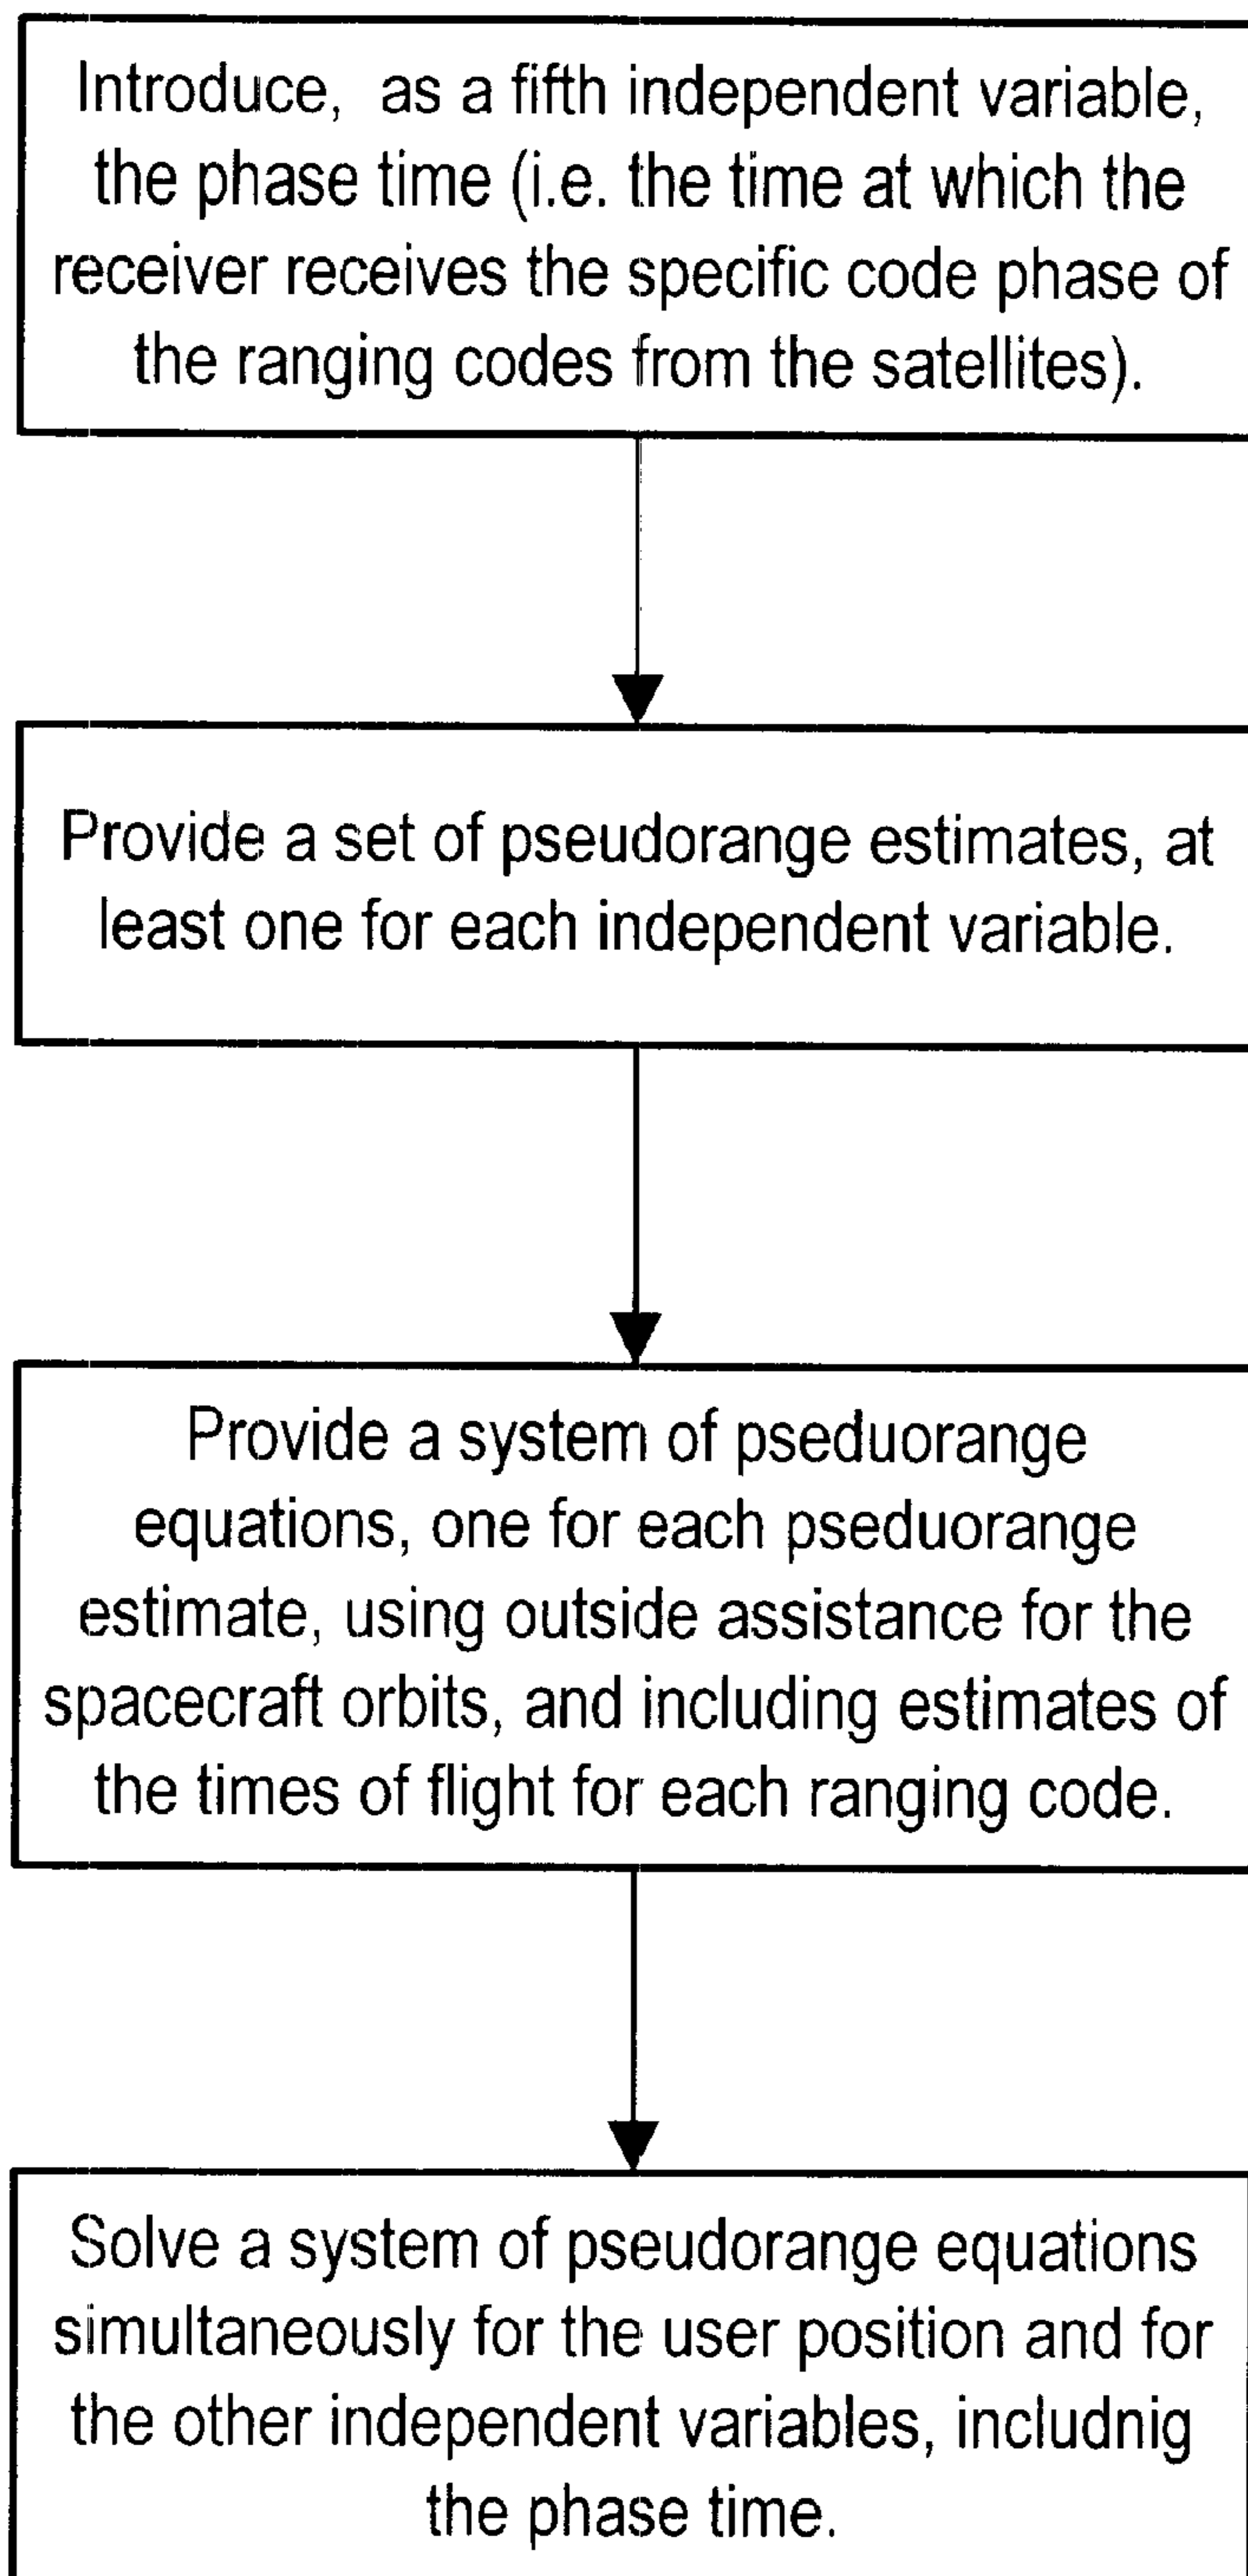 Introduce, as a fifth independent variable,
the phase time (i.e. the time at which the
receiver receives the specific code phase of
the ranging codes from the satellites).
Provide a set of pseudorange estimates, at
least one for each independent variable.
Provide a system of pseduorange
equations, one for each pseduorange
estimate, using outside assistance for the
spacecraft orbits, and including estimates of
the times of flight for each ranging code.
Solve a system of pseudorange equations
simultaneously for the user position and for
the other independent variables, includnig
the phase time.